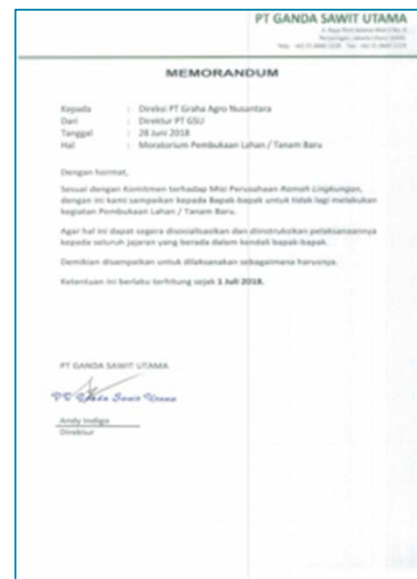 PT GANDA SAWIT UTAMA
MEMORANDUM
Kepada : Direksi PT Graha Agro Nusantara
Dari : Direktur PT GSU
Tanggal : 28 Juni 2018
Hal : Moratorium Pembukaan Lahan / Tanam Baru
Dengan hormat,
Sesuai dengan Komitmen terhadap Misi Perusahaan Ramah Lingkungan,
dengan ini kami sampaikan kepada Bapak-bapak untuk tidak lagi melakukan
kegiatan Pembukaan Lahan / Tanam Baru.
Agar hal ini dapat segera disosialisasikan dan diinstruksikan pelaksanaannya
kepada seluruh jajaran yang berada dalam kendali bapak-bapak.
Demikian disampaikan untuk dilaksanakan sebagaimana harusnya.
Ketentuan ini berlaku terhitung sejak 1 Juli 2018.
PT GANDA SAWIT UTAMA
PT Ganda Sawit Utama
Andy Indigo
Direktur